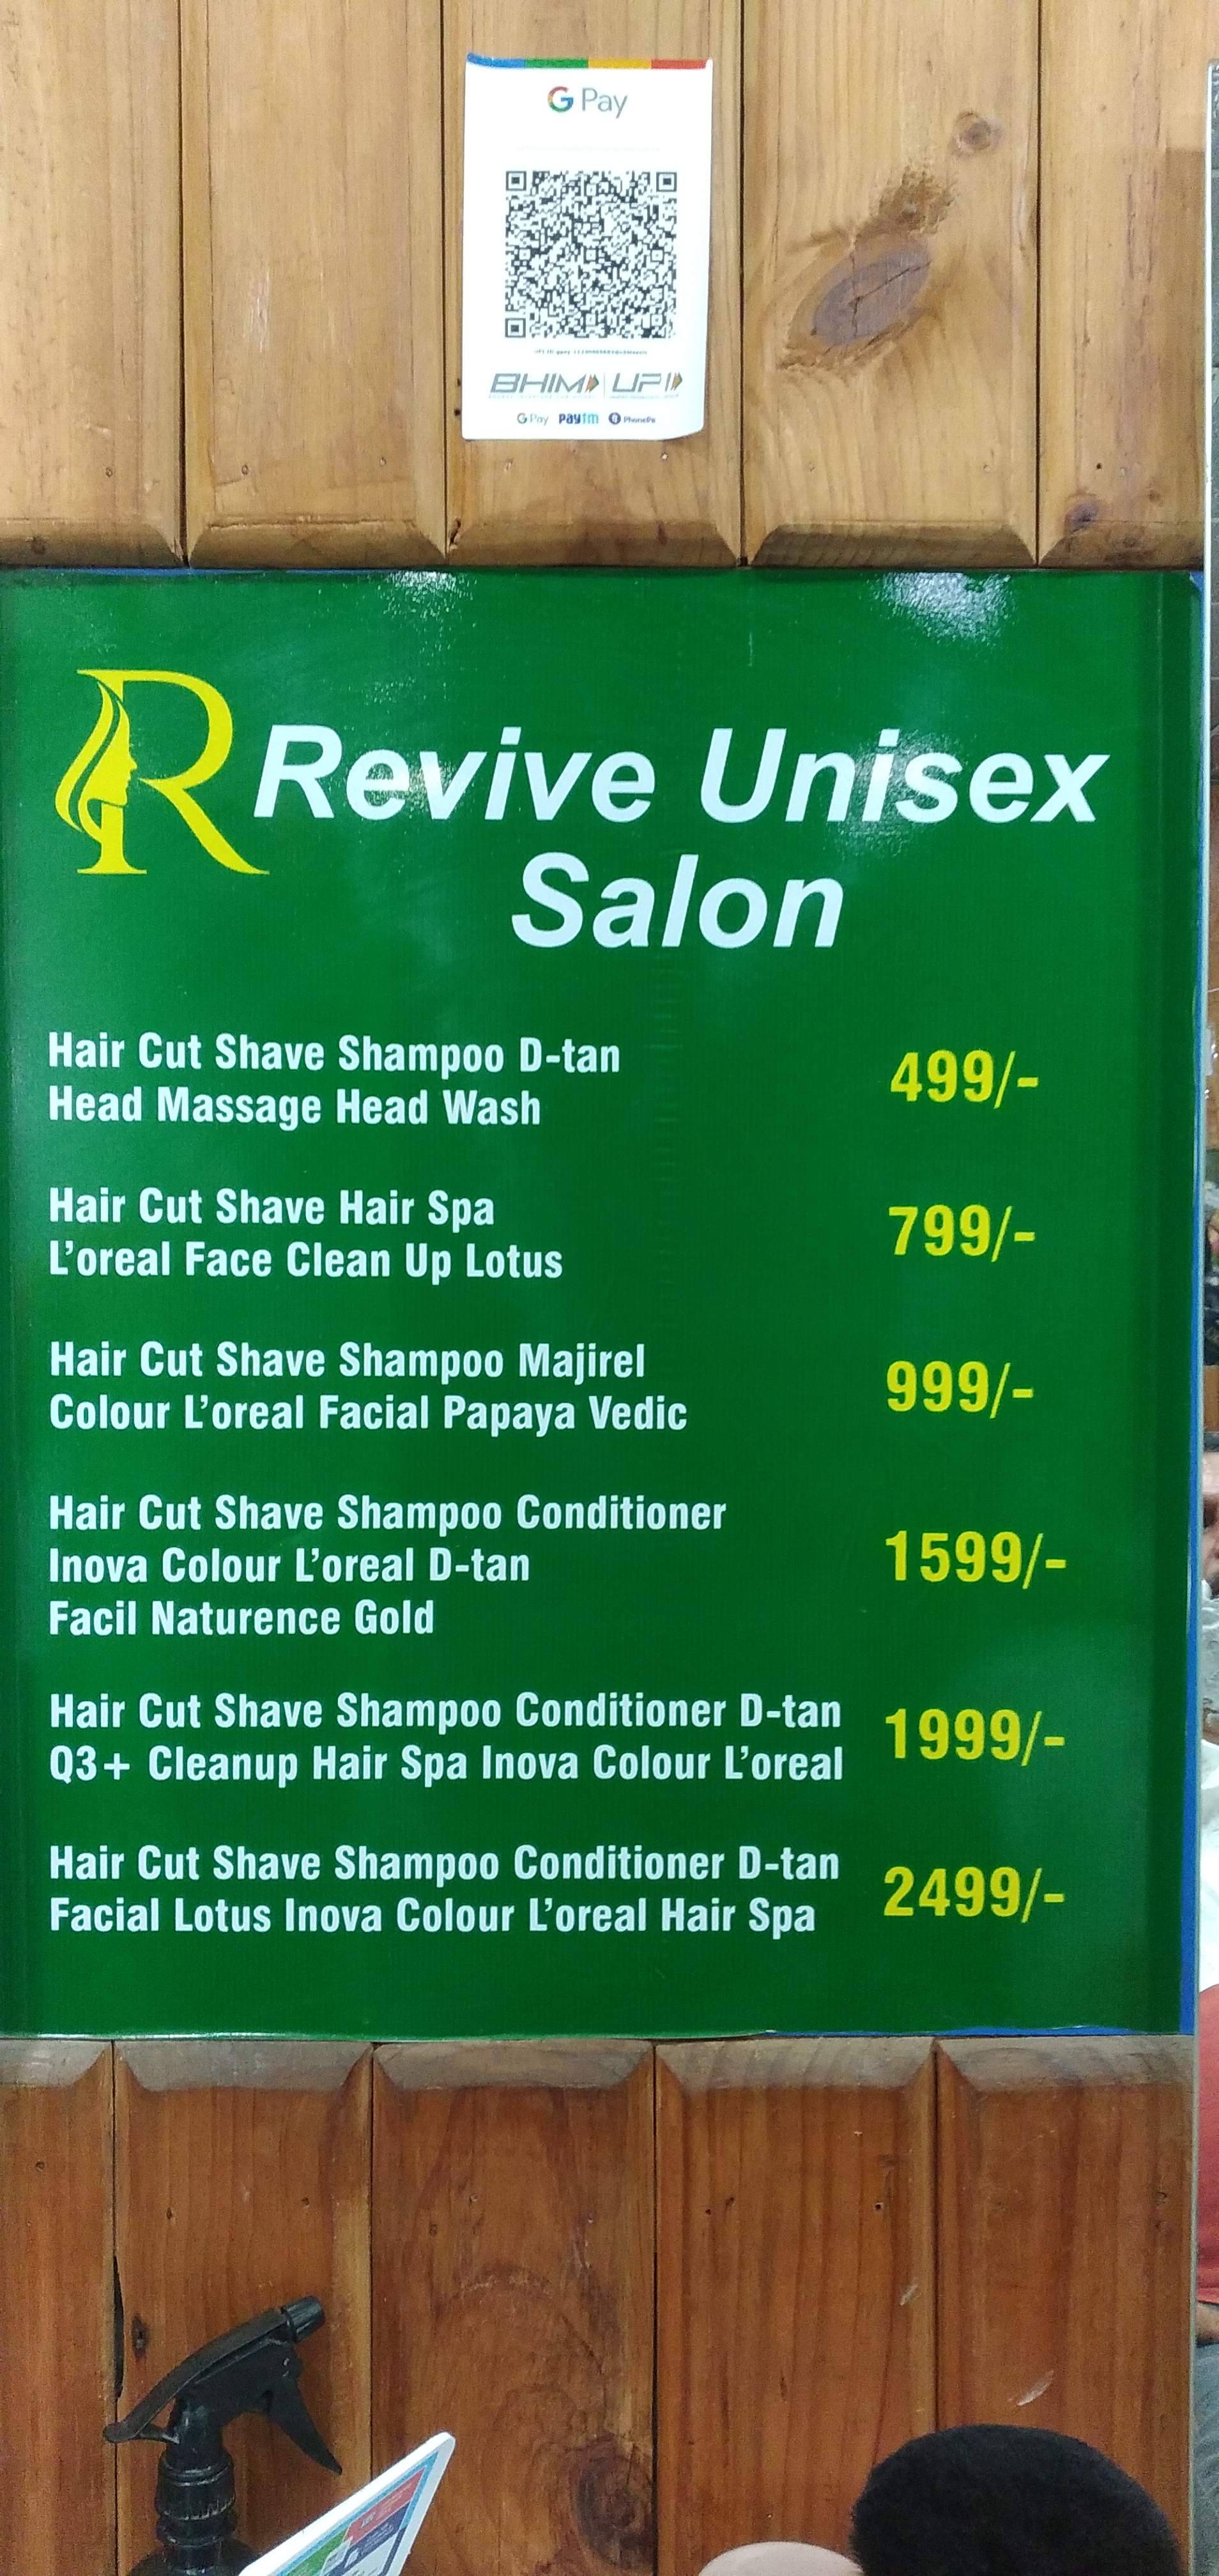 G Pay
BHIM UPI
G Pay Paytm PhonePe
R Revive Unisex
Salon
Hair Cut Shave Shampoo D-tan
Head Massage Head Wash
499/-
Hair Cut Shave Hair Spa
L'oreal Face Clean Up Lotus
799/-
Hair Cut Shave Shampoo Majirel
Colour L'oreal Facial Papaya Vedic
999/-
Hair Cut Shave Shampoo Conditioner
Inova Colour L'oreal D-tan
Facil Naturence Gold
1599/-
Hair Cut Shave Shampoo Conditioner D-tan
Q3+ Cleanup Hair Spa Inova Colour L'oreal
1999/-
Hair Cut Shave Shampoo Conditioner D-tan
Facial Lotus Inova Colour L'oreal Hair Spa
2499/-